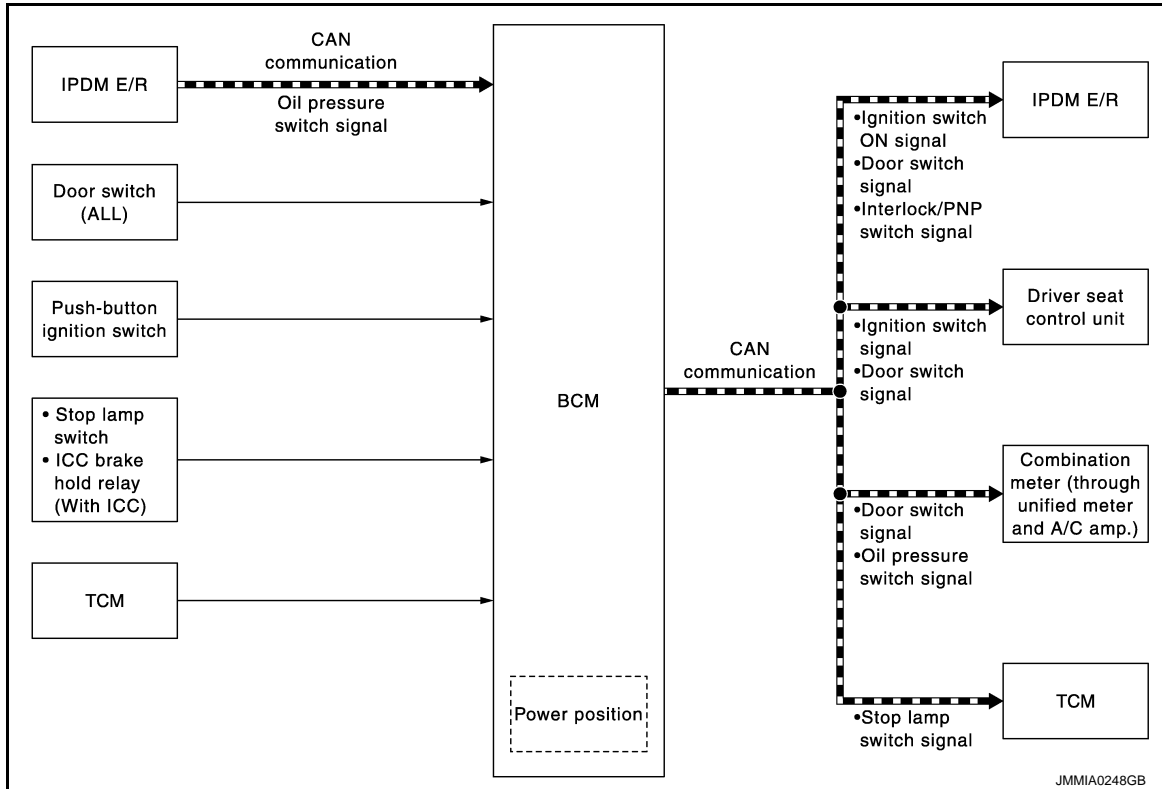 IPDM E/R
CAN
communication
Oil pressure
switch signal
Door switch
(ALL)
Push-button
ignition switch
• Stop lamp
switch
• ICC brake
hold relay
(With ICC)
TCM
BCM
Power position
CAN
communication
IPDM E/R
•Ignition switch
ON signal
•Door switch
signal
•Interlock/PNP
switch signal
Driver seat
control unit
•Ignition switch
signal
•Door switch
signal
Combination
meter (through
unified meter
and A/C amp.)
•Door switch
signal
•Oil pressure
switch signal
TCM
•Stop lamp
switch signal
JMMIA0248GB